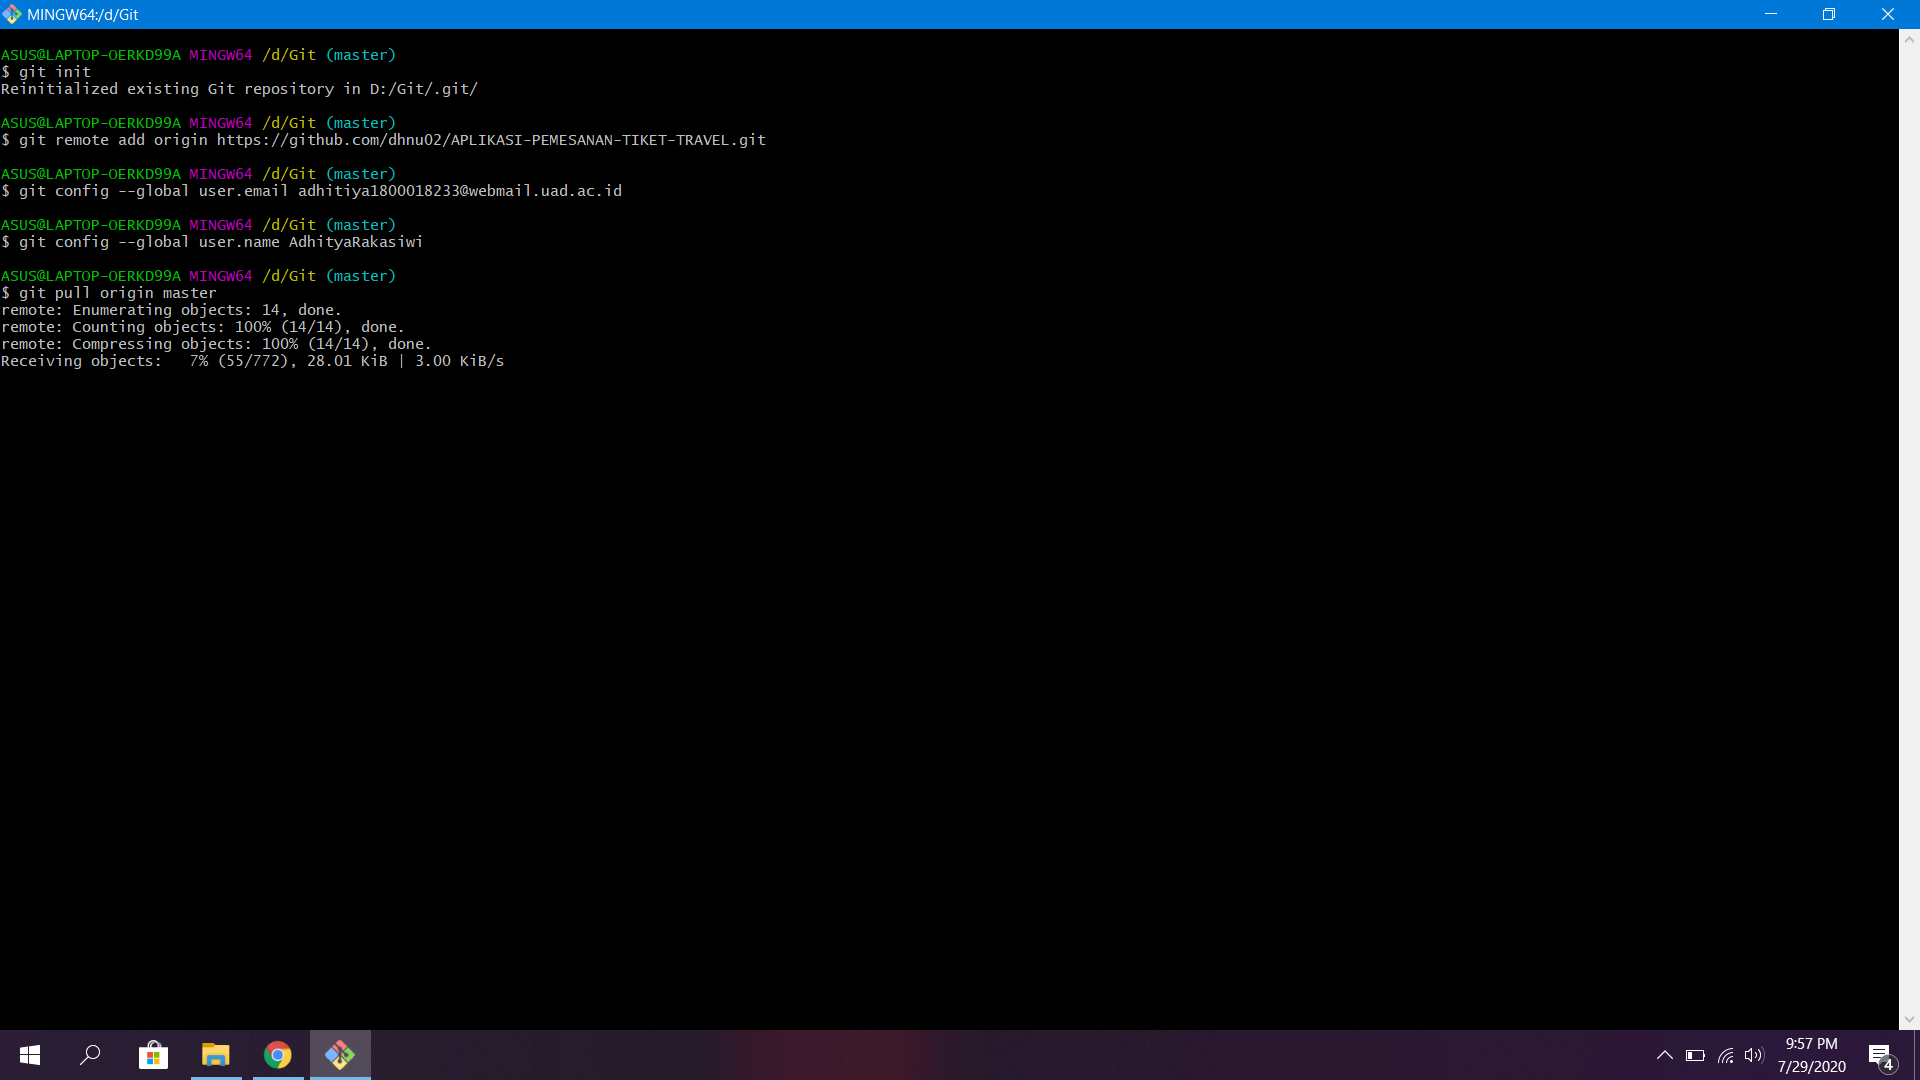 MINGW64:/d/Git
ASUS@LAPTOP-OERKD99A MINGW64 /d/Git (master)
$ git init
Reinitialized existing Git repository in D:/Git/.git/
ASUS@LAPTOP-OERKD99A MINGW64 /d/Git (master)
$ git remote add origin https://github.com/dhnu02/APLIKASI-PEMESANAN-TIKET-TRAVEL.git
ASUS@LAPTOP-OERKD99A MINGW64 /d/Git (master)
$ git config --global user.email adhitiya1800018233@webmail.uad.ac.id
ASUS@LAPTOP-OERKD99A MINGW64 /d/Git (master)
$ git config --global user.name AdhityaRakasiwi
ASUS@LAPTOP-OERKD99A MINGW64 /d/Git (master)
$ git pull origin master
remote: Enumerating objects: 14, done.
remote: Counting objects: 100% (14/14), done.
remote: Compressing objects: 100% (14/14), done.
Receiving objects:   7% (55/772), 28.01 KiB | 3.00 KiB/s
9:57 PM
7/29/2020
4